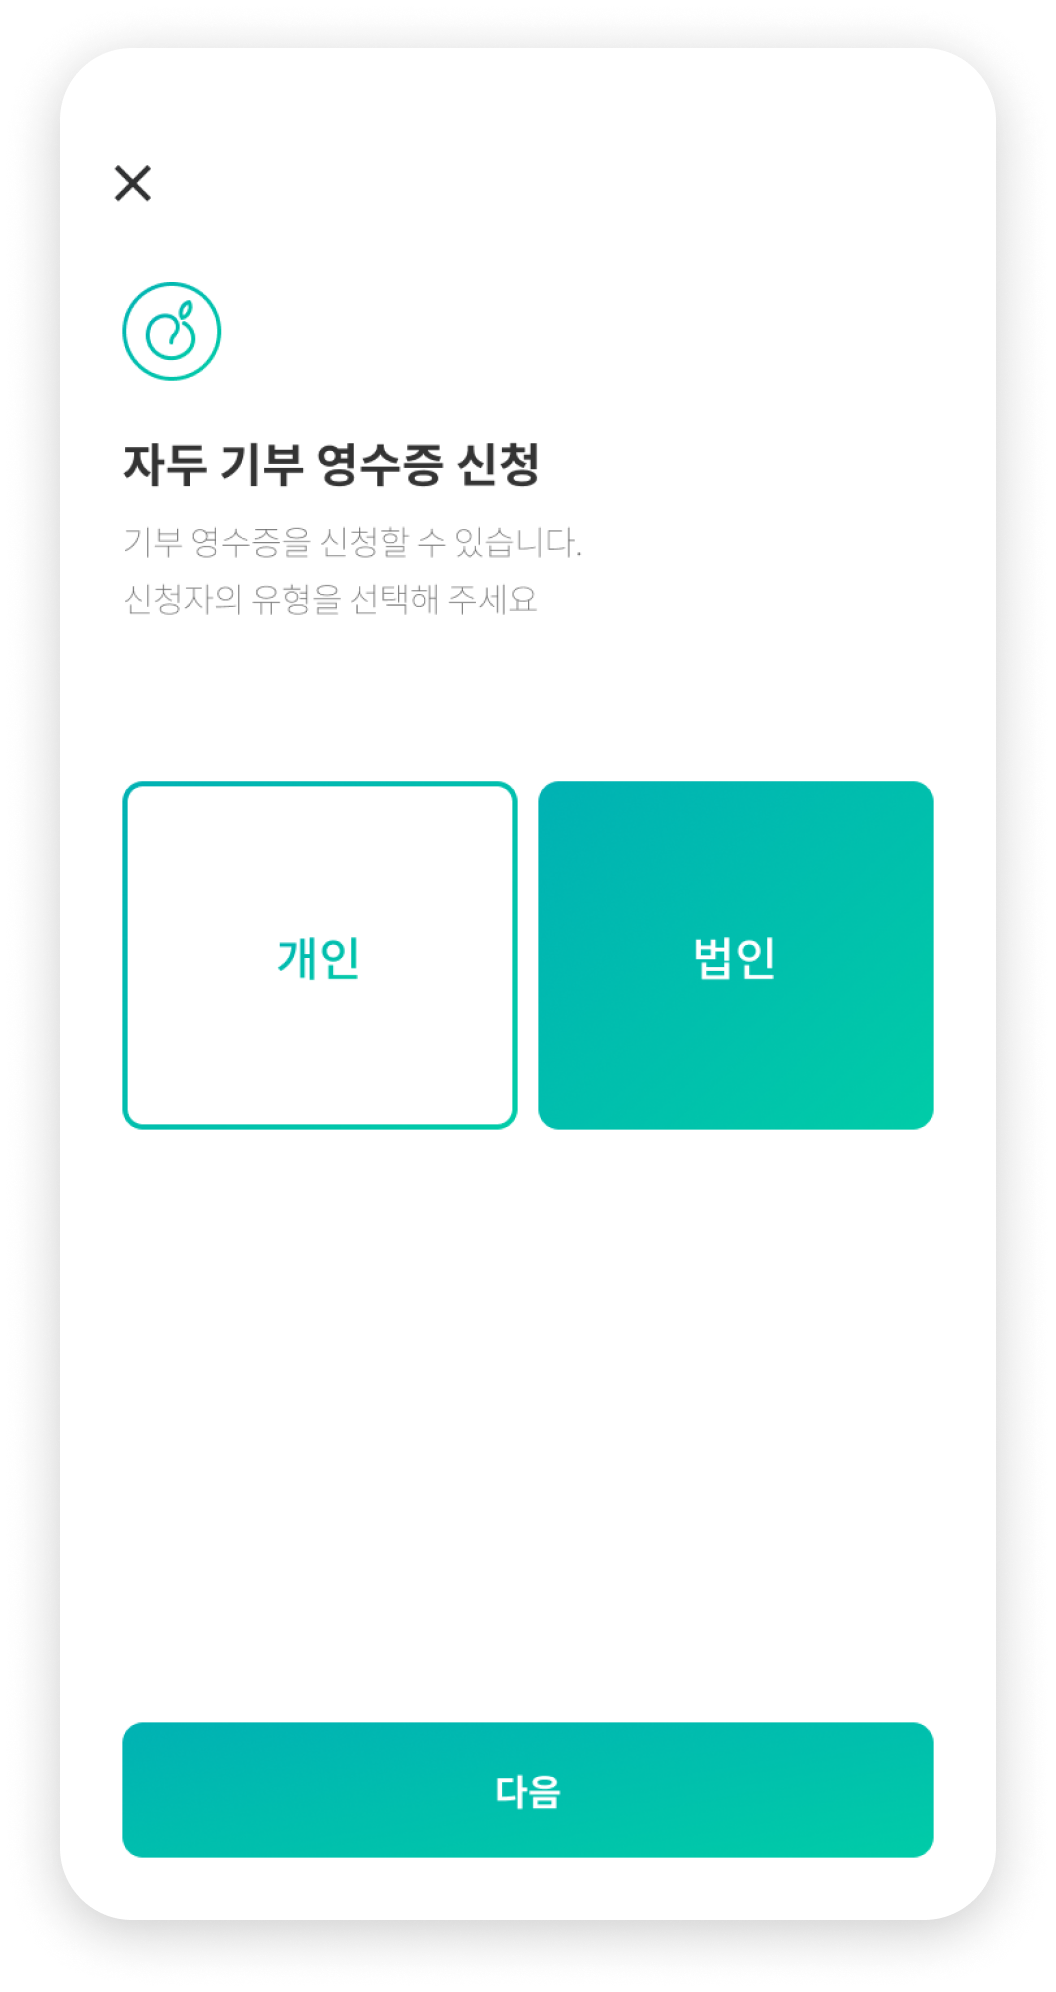 자두 기부 영수증 신청
기부 영수증을 신청할 수 있습니다.
신청자의 유형을 선택해 주세요
개인
법인
다음